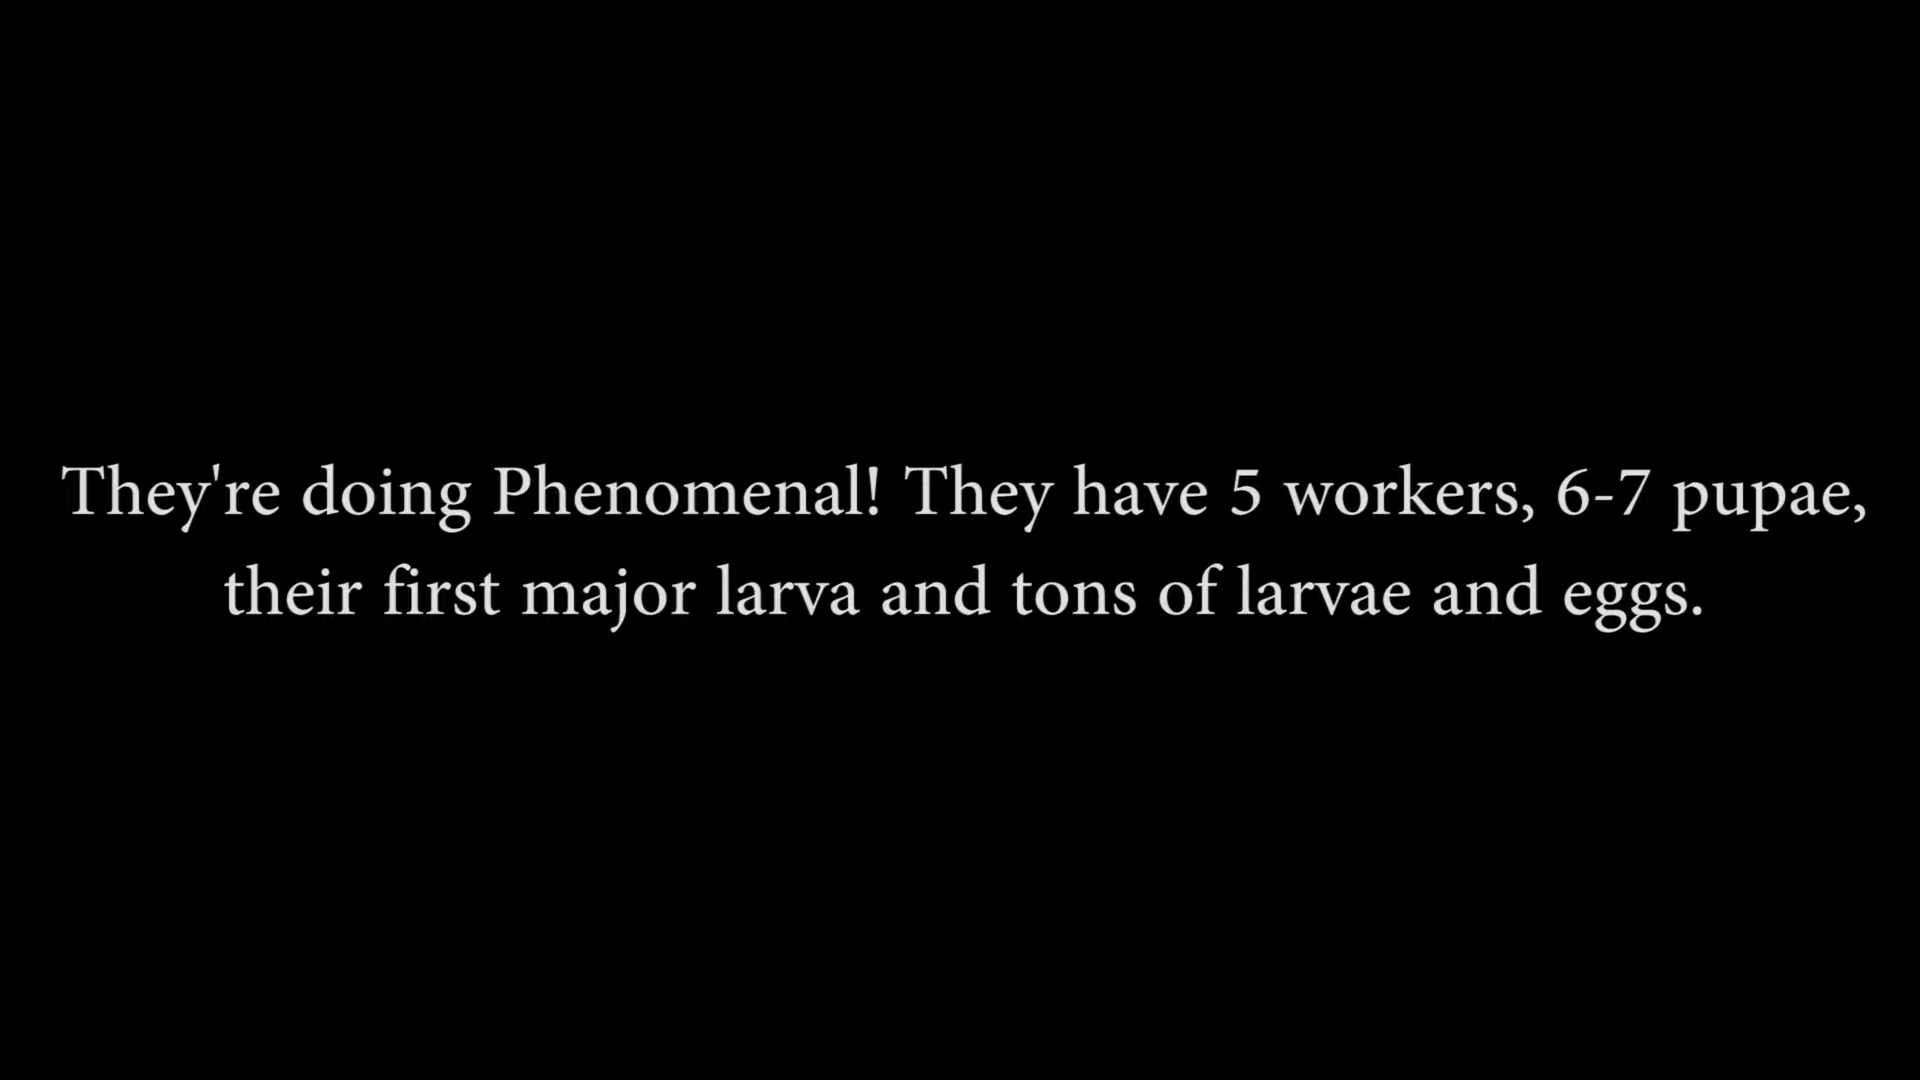 They're doing Phenomenal! They have 5 workers, 6-7 pupae,
their first major larva and tons of larvae and eggs.